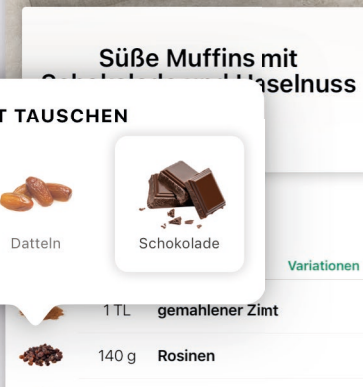 Süße Muffins mit
Haselnuss
T TAUSCHEN
Datteln
Schokolade
Variationen
1 TL gemahlener Zimt
140 g Rosinen